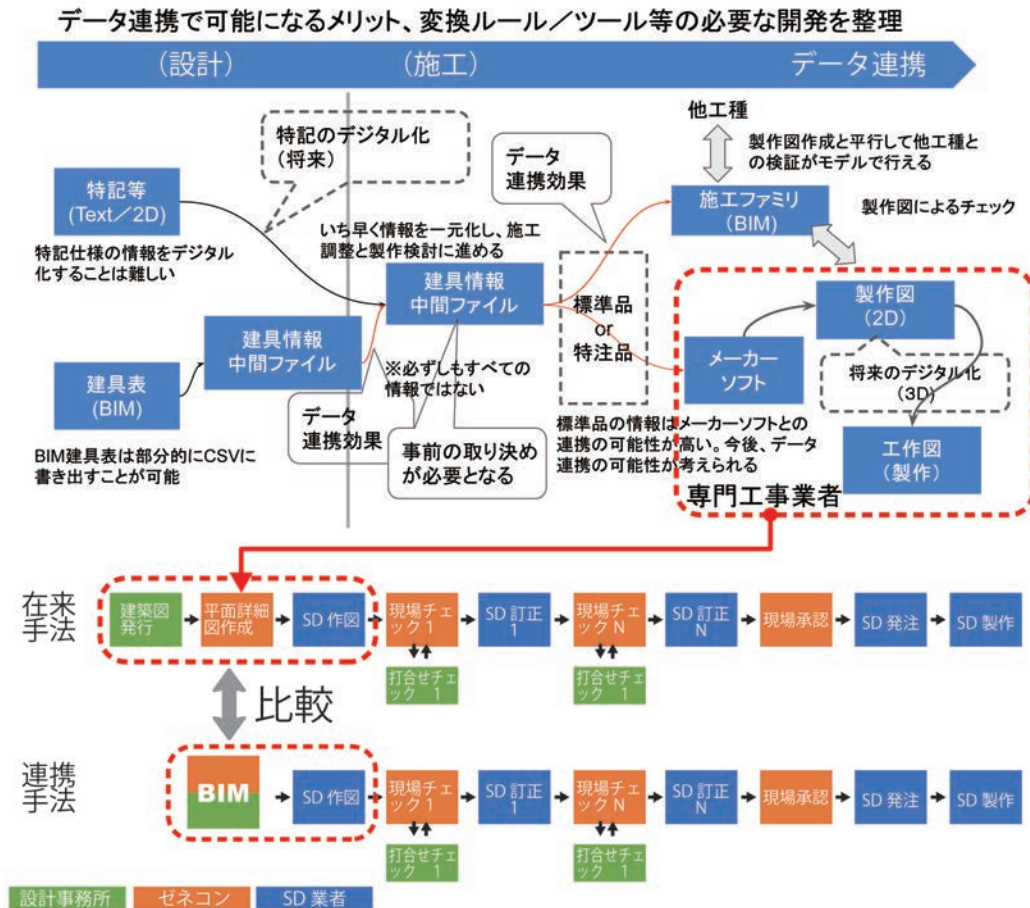 データ連携で可能になるメリット、変換ルール／ツール等の必要な開発を整理
(設計)
(施工)
データ連携
特記のデジタル化
(将来)
データ
連携効果
他工種
製作図作成と平行して他工種と
の検証がモデルで行える
特記等
(Text／2D)
特記仕様の情報をデジタル
化することは難しい
いち早く情報を一元化し、施工
調整と製作検討に進める
建具情報
中間ファイル
施工ファミリ
(BIM)
製作図によるチェック
標準品
or
特注品
建具表
(BIM)
建具情報
中間ファイル
BIM建具表は部分的にCSVに
書き出すことが可能
データ
連携効果
※必ずしもすべての
情報ではない
事前の取り決め
が必要となる
メーカー
ソフト
製作図
(2D)
将来のデジタル化
(3D)
工作図
(製作)
標準品の情報はメーカーソフトとの
連携の可能性が高い。今後、データ
連携の可能性が考えられる
専門工事業者
在来
手法
建築図
発行
平面詳細
図作成
SD 作図
現場チェ
ック 1
SD 訂正
1
現場チェ
ック N
SD 訂正
N
現場承認
SD 発注
SD 製作
打合せチェ
ック 1
打合せチェ
ック 1
比較
連携
手法
BIM
SD 作図
現場チェ
ック 1
SD 訂正
1
現場チェ
ック N
SD 訂正
N
現場承認
SD 発注
SD 製作
打合せチェ
ック 1
打合せチェ
ック 1
設計事務所
ゼネコン
SD 業者